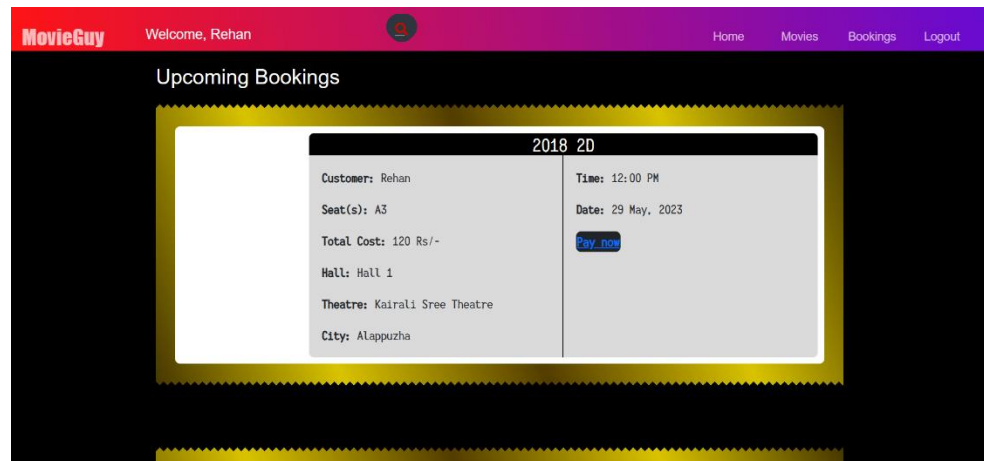 MovieGuy Welcome, Rehan Home Movies Bookings Logout
Upcoming Bookings
2018 2D
Customer: Rehan
Seat(s): A3
Total Cost: 120 Rs/-
Hall: Hall 1
Theatre: Kairali Sree Theatre
City: Alappuzha
Time: 12:00 PM
Date: 29 May, 2023
Pay now